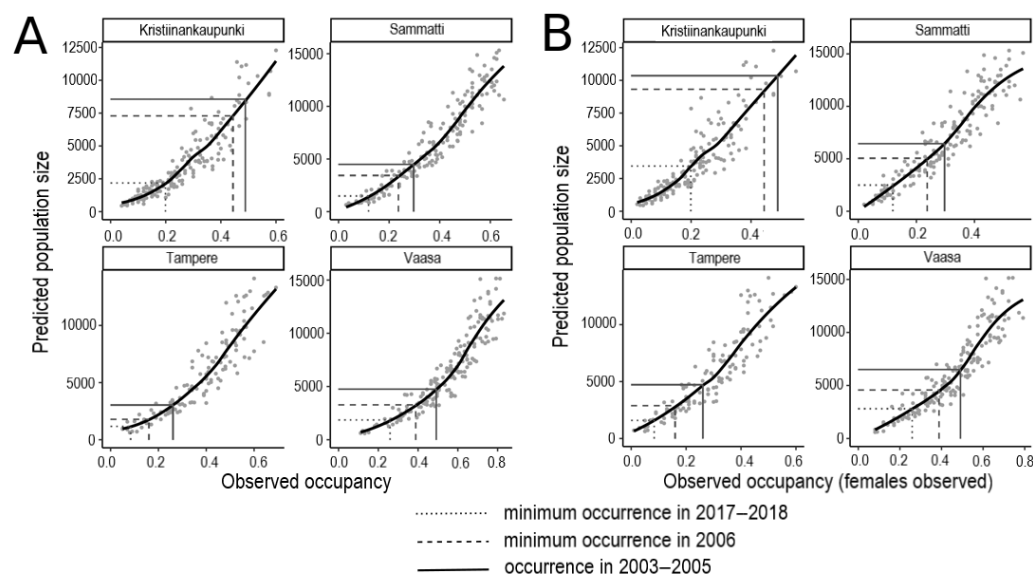 A
B
Kristiinankaupunki
Sammatti
Kristiinankaupunki
Sammatti
12500
10000
7500
5000
2500
0
15000
10000
5000
0
12500
10000
7500
5000
2500
0
15000
10000
5000
0
0.0 0.2 0.4 0.6
0.0 0.2 0.4 0.6
0.0 0.2 0.4
0.0 0.2 0.4
Tampere
Vaasa
Tampere
Vaasa
10000
5000
0
15000
10000
5000
0
10000
5000
0
15000
10000
5000
0
0.0 0.2 0.4 0.6
0.0 0.2 0.4 0.6 0.8
0.0 0.2 0.4 0.6
0.0 0.2 0.4 0.6 0.8
Predicted population size
Predicted population size
Observed occupancy
Observed occupancy (females observed)
minimum occurrence in 2017–2018
minimum occurrence in 2006
occurrence in 2003–2005